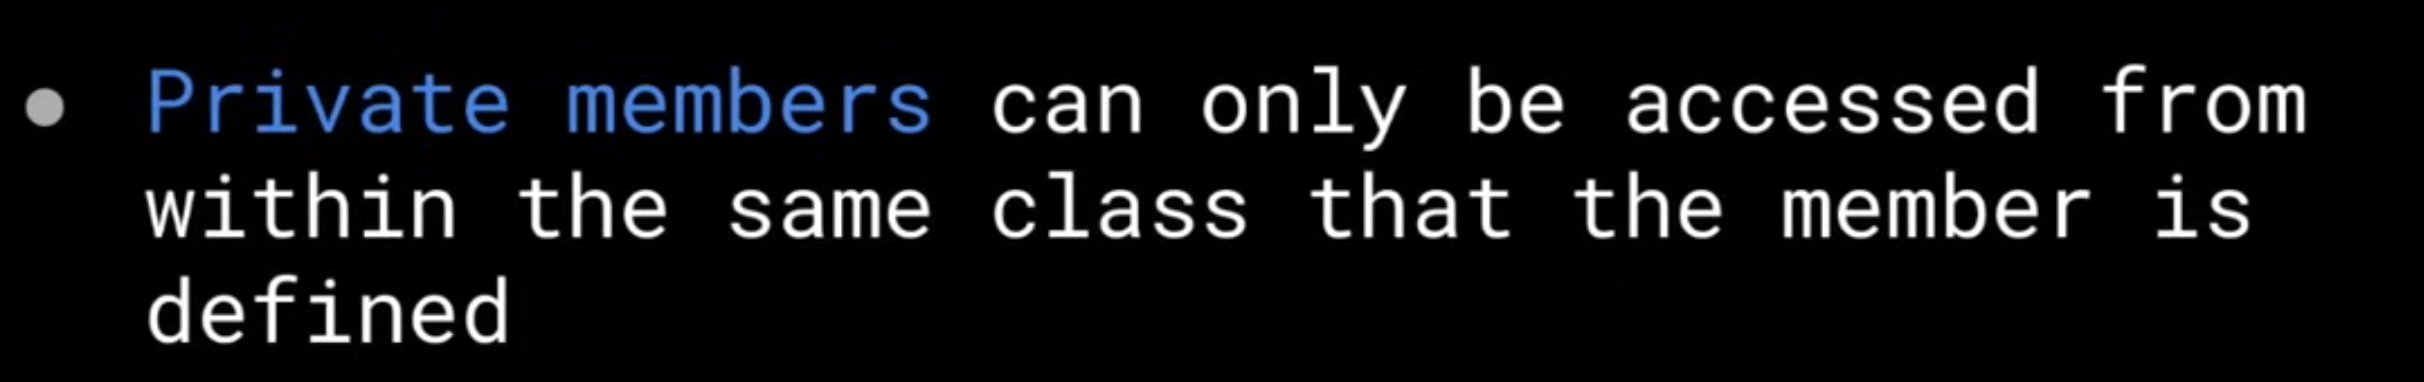 • Private members can only be accessed from
within the same class that the member is
defined